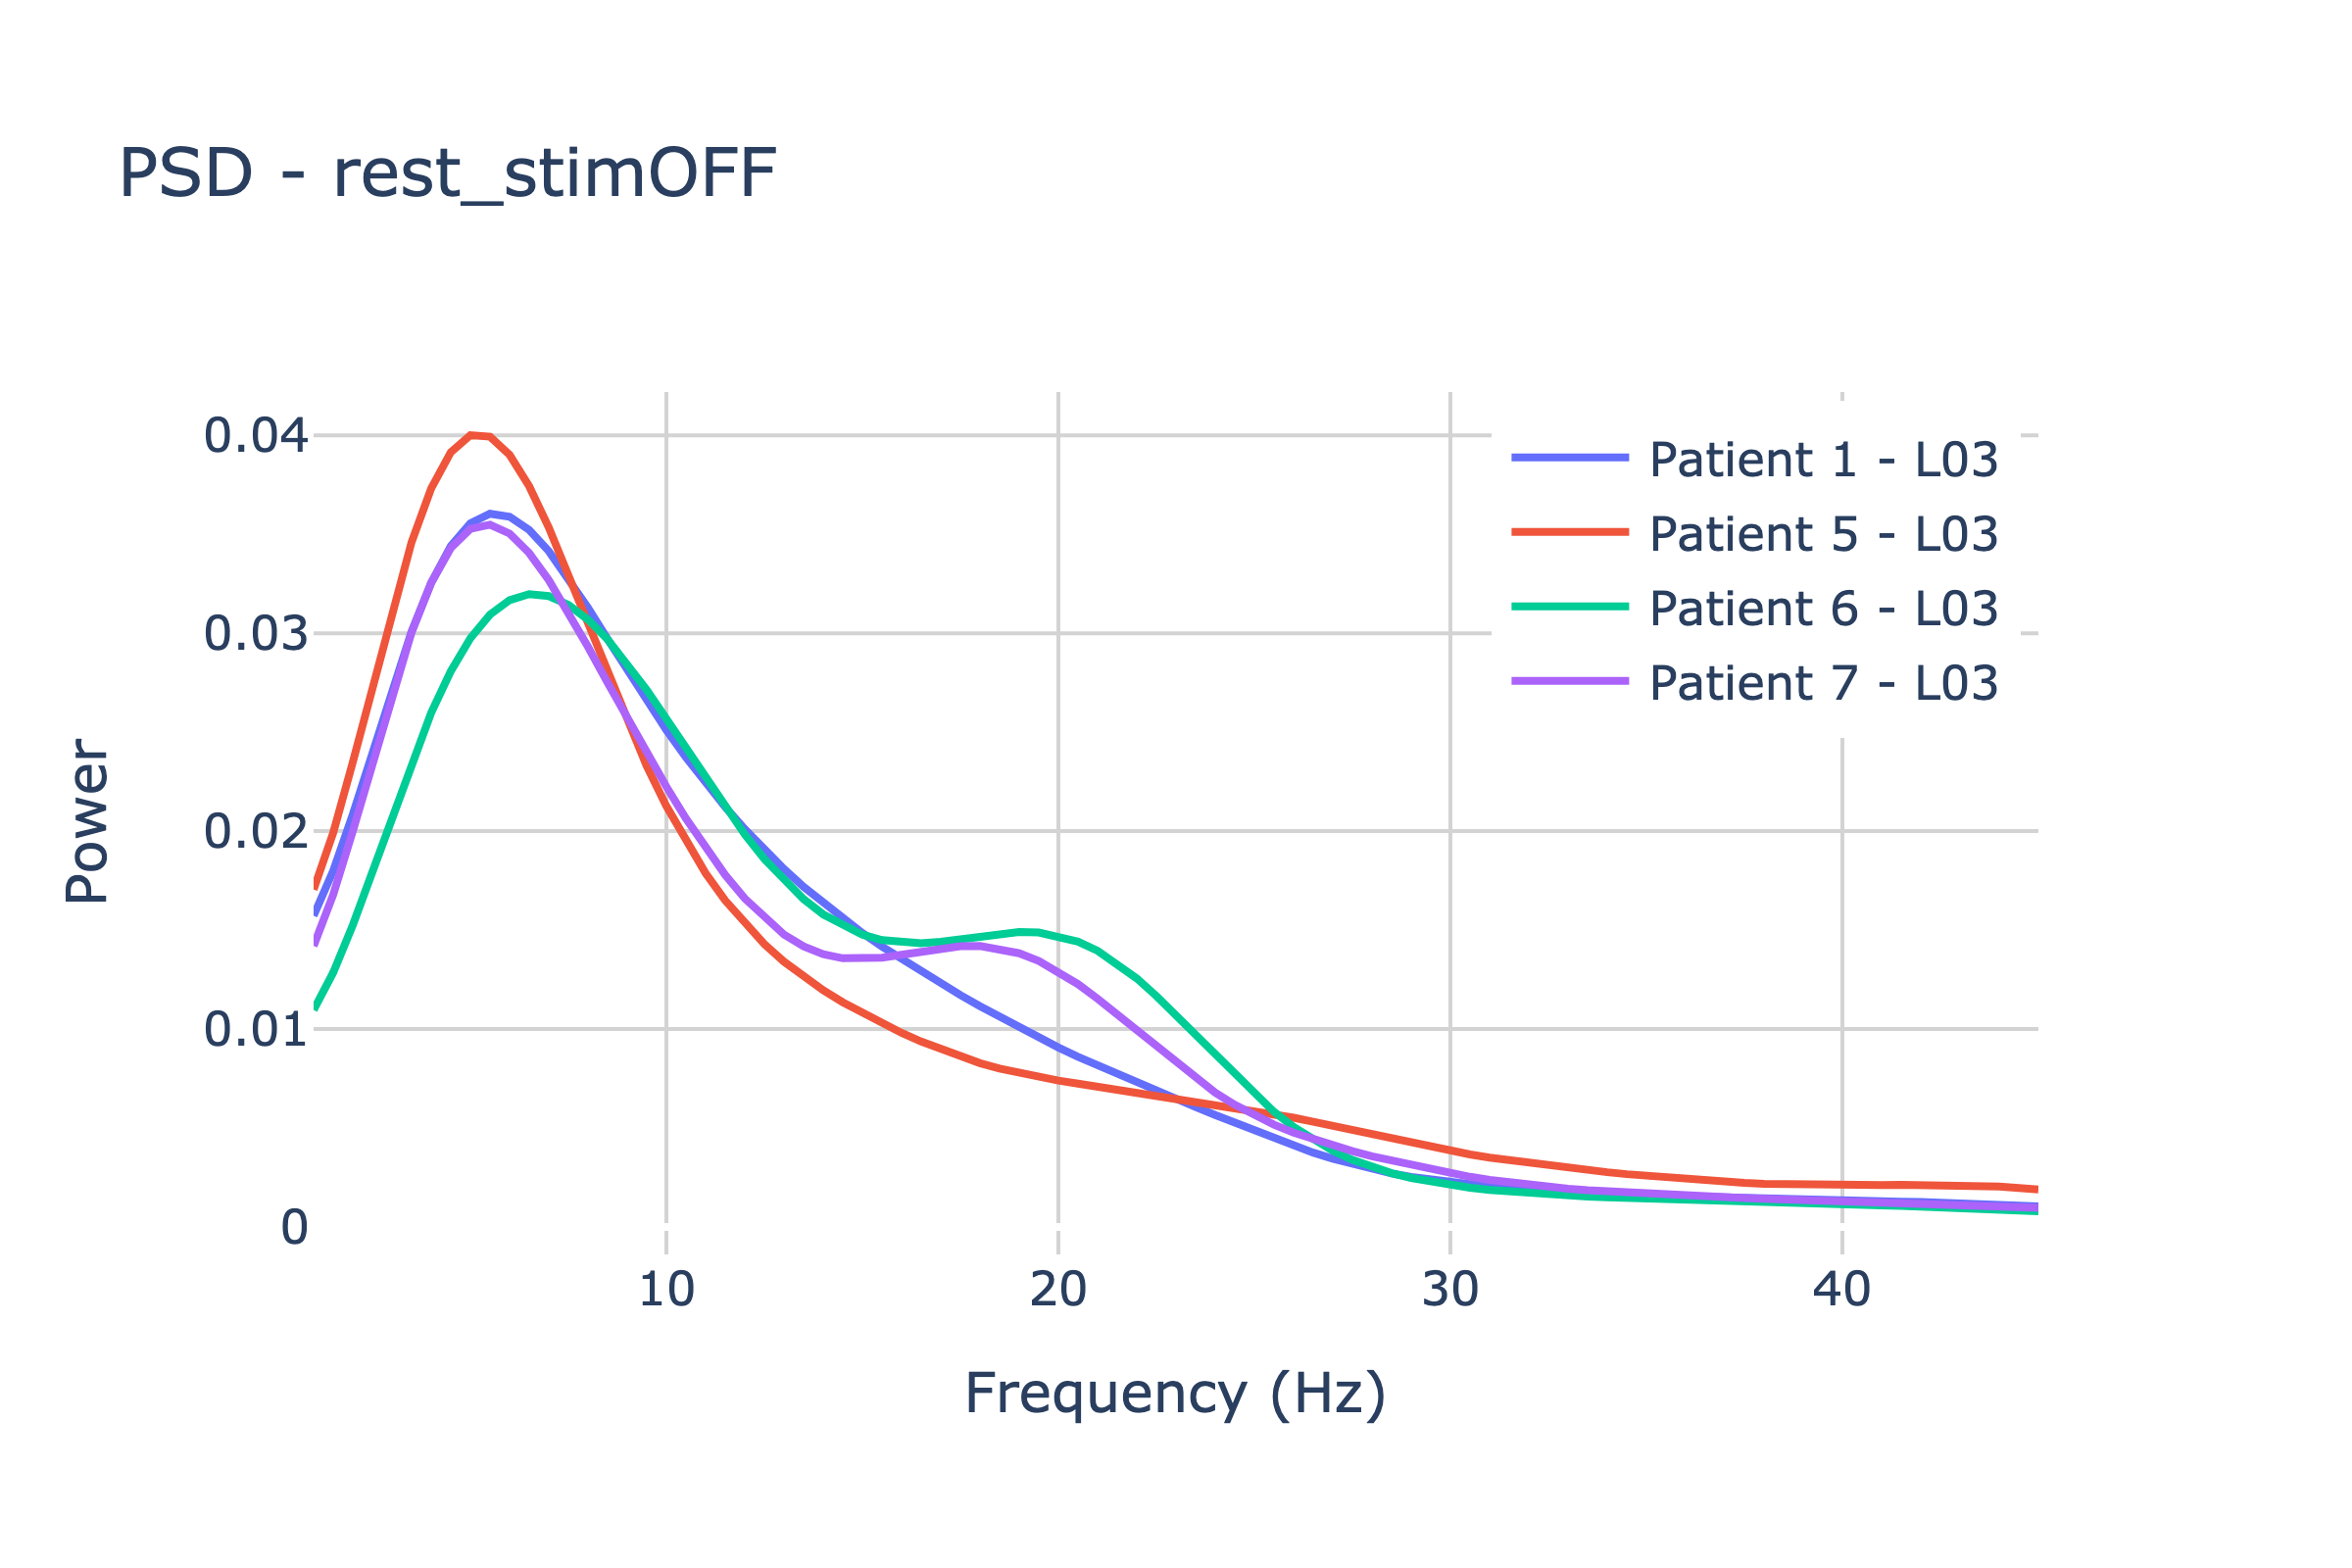 PSD - rest_stimOFF
0.04
0.03
0.02
0.01
0
Power
10 20 30 40
Frequency (Hz)
Patient 1 - L03
Patient 5 - L03
Patient 6 - L03
Patient 7 - L03